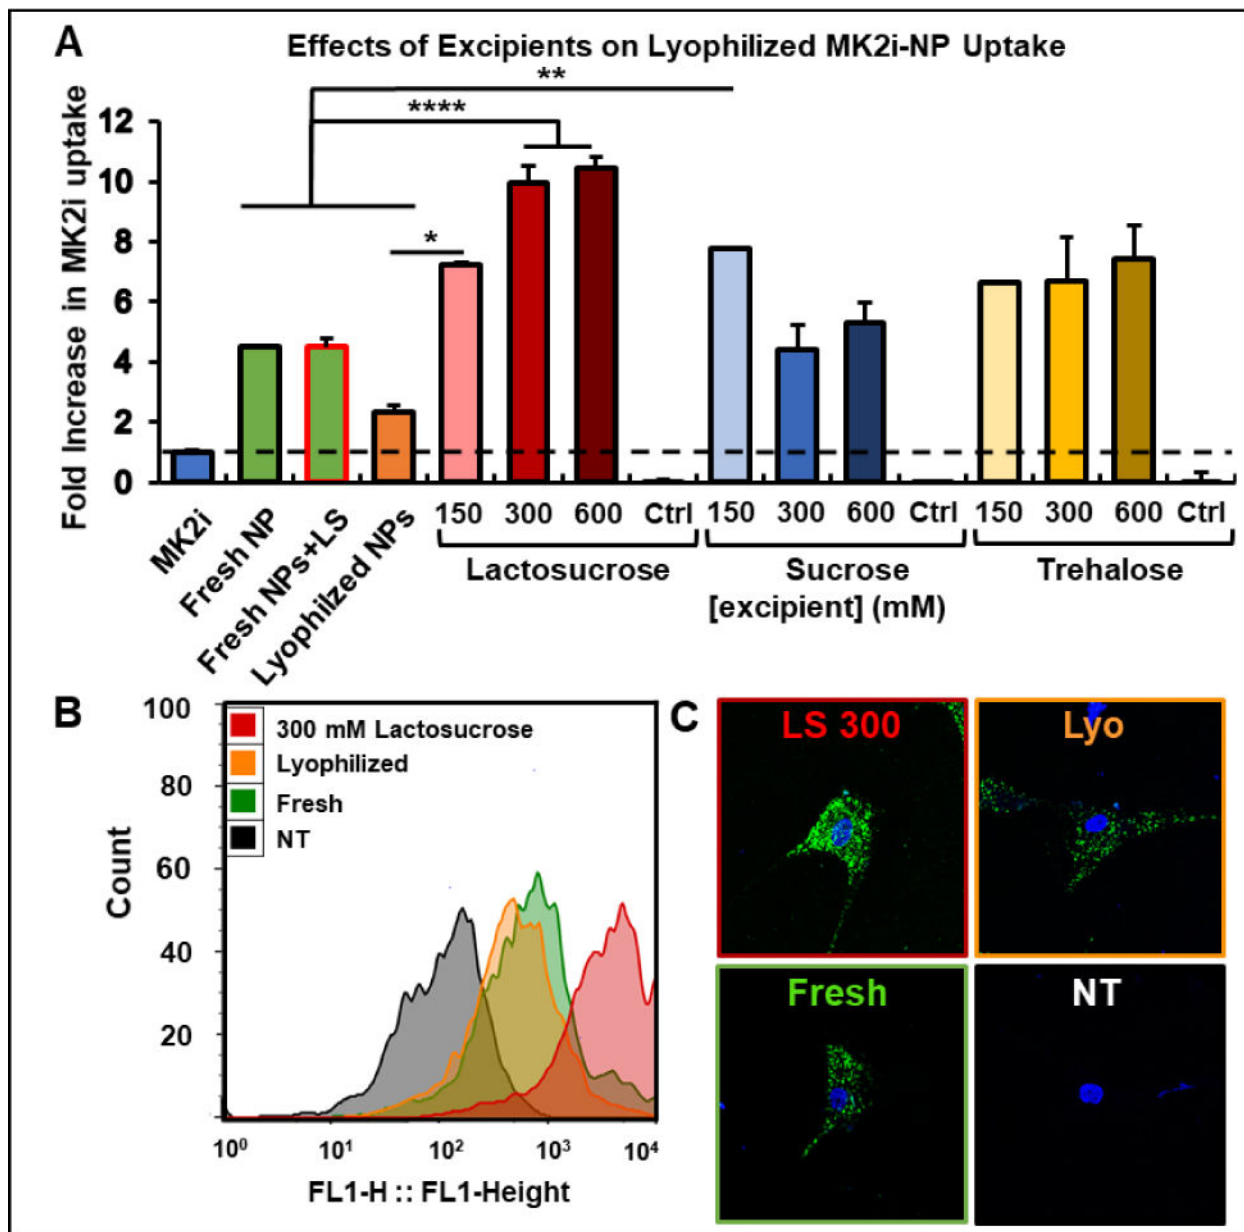 A
Effects of Excipients on Lyophilized MK2i-NP Uptake
**
****
*
Fold Increase in MK2i uptake
12
10
8
6
4
2
0
MK2i
Fresh NP
Fresh NPs+LS
Lyophilzed NPs
150 300 600 Ctrl 150 300 600 Ctrl 150 300 600 Ctrl
Lactosucrose Sucrose Trehalose
[excipient] (mM)
B
100
80
60
40
20
Count
300 mM Lactosucrose
Lyophilized
Fresh
NT
10⁰ 10¹ 10² 10³ 10⁴
FL1-H :: FL1-Height
C
LS 300
Lyo
Fresh
NT